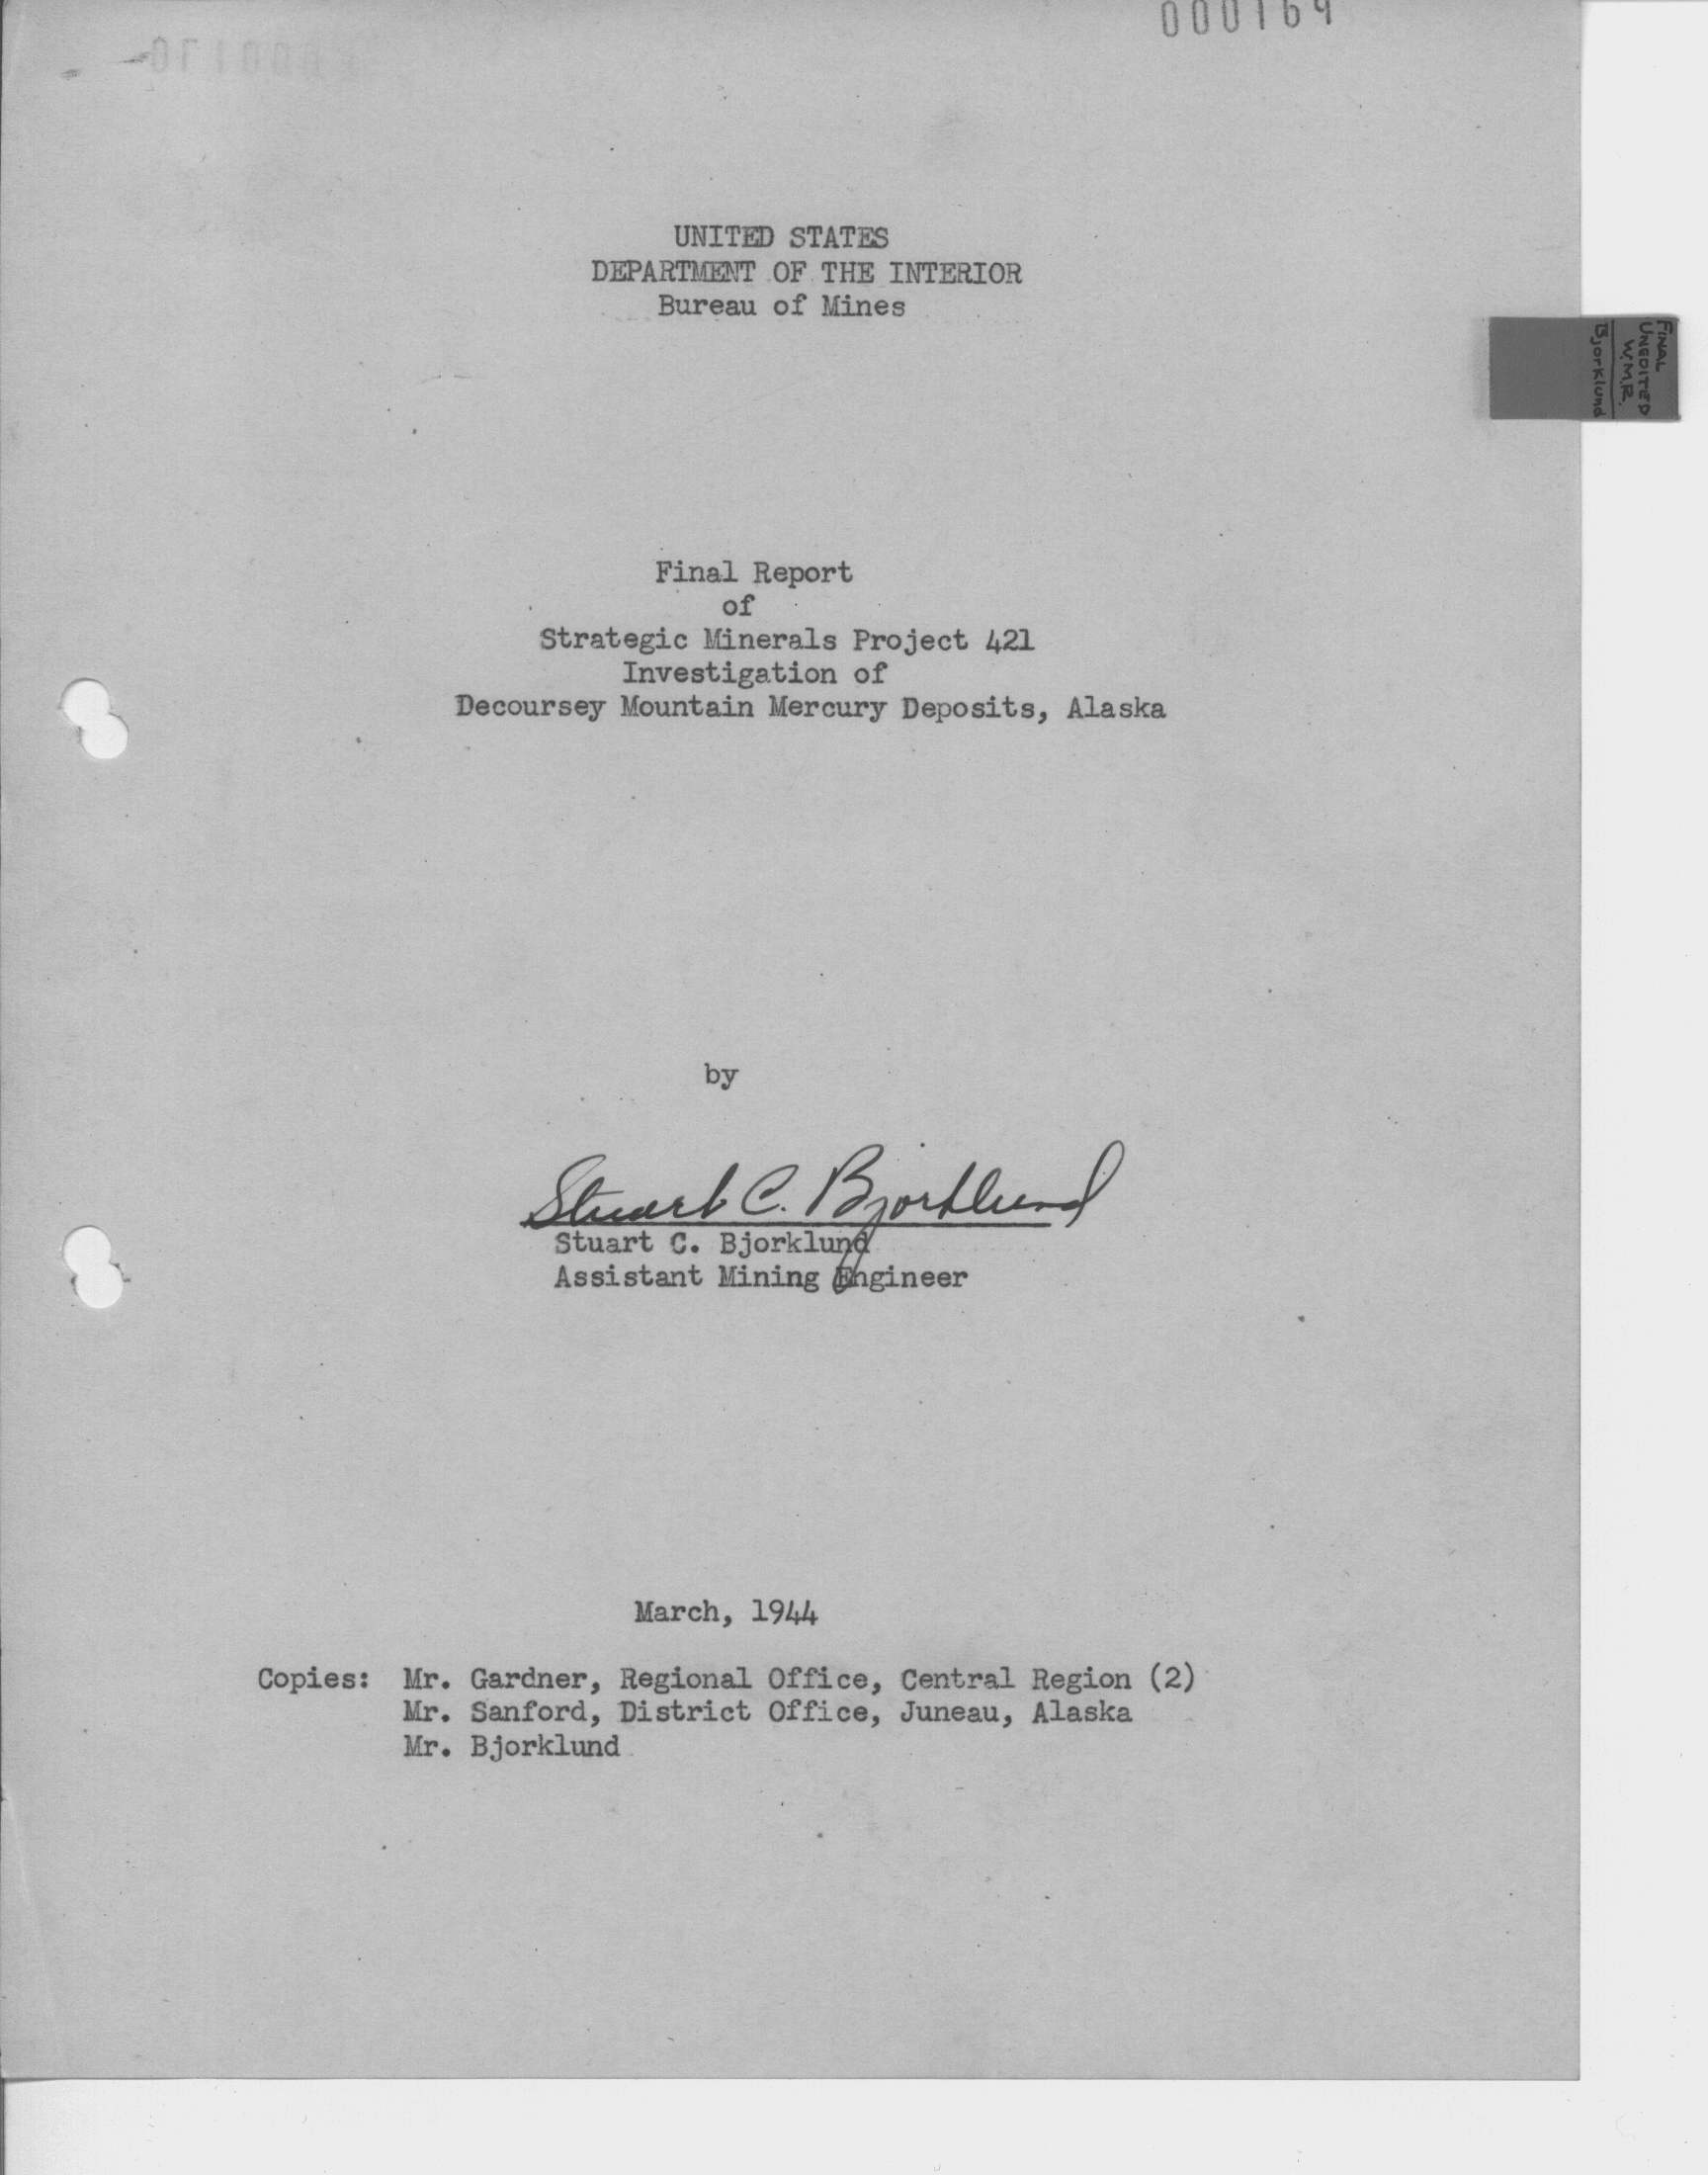 000169
UNITED STATES
DEPARTMENT OF THE INTERIOR
Bureau of Mines
FINAL
UNEDITED
W.M.R.
Bjorklund
Final Report
of
Strategic Minerals Project 421
Investigation of
Decoursey Mountain Mercury Deposits, Alaska
by
Stuart C. Bjorklund
Stuart C. Bjorklund
Assistant Mining Engineer
March, 1944
Copies: Mr. Gardner, Regional Office, Central Region (2)
Mr. Sanford, District Office, Juneau, Alaska
Mr. Bjorklund